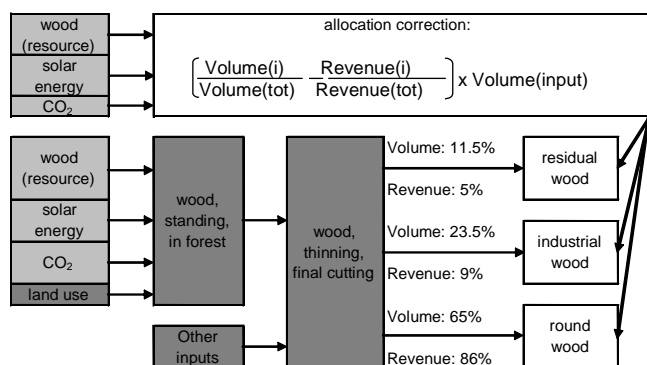 wood
(resource)
solar
energy
CO₂
allocation correction:
Volume(i)
Volume(tot)
Revenue(i)
Revenue(tot)
x Volume(input)
wood
(resource)
solar
energy
CO₂
land use
wood,
standing,
in forest
Other
inputs
wood,
thinning,
final cutting
Volume: 11.5%
Revenue: 5%
Volume: 23.5%
Revenue: 9%
Volume: 65%
Revenue: 86%
residual
wood
industrial
wood
round
wood